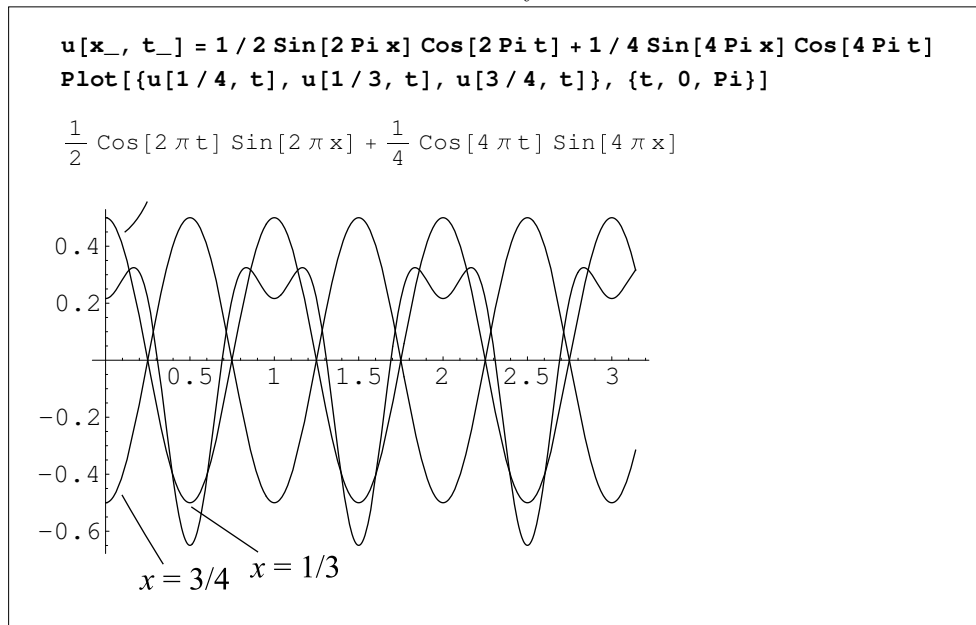 u[x_, t_] = 1 / 2 Sin[2 Pi x] Cos[2 Pi t] + 1 / 4 Sin[4 Pi x] Cos[4 Pi t]
Plot[{u[1 / 4, t], u[1 / 3, t], u[3 / 4, t]}, {t, 0, Pi}]
1/2 Cos[2 π t] Sin[2 π x] + 1/4 Cos[4 π t] Sin[4 π x]
0.4
0.2
0.5 1 1.5 2 2.5 3
−0.2
−0.4
−0.6
x = 3/4 x = 1/3